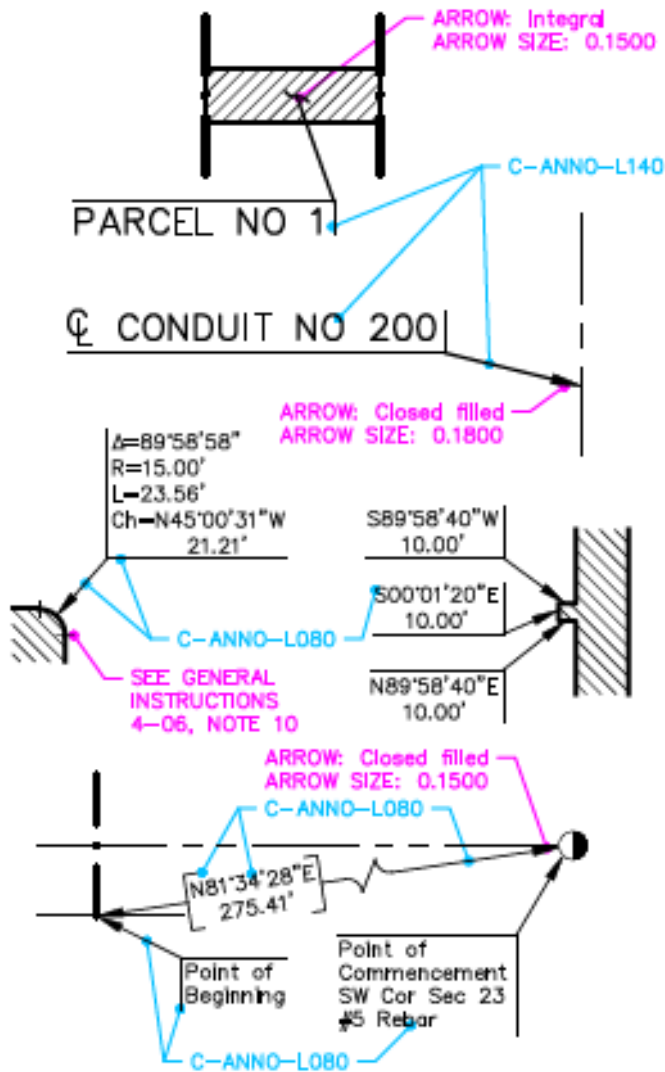 ARROW: Integral
ARROW SIZE: 0.1500
C-ANNO-L140
PARCEL NO 1
℄ CONDUIT NO 200
ARROW: Closed filled
ARROW SIZE: 0.1800
Δ=89°58'58"
R=15.00'
L=23.56'
Ch=N45°00'31"W
21.21'
S89°58'40"W
10.00'
S00°01'20"E
10.00'
C-ANNO-L080
N89°58'40"E
10.00'
SEE GENERAL
INSTRUCTIONS
4-06, NOTE 10
ARROW: Closed filled
ARROW SIZE: 0.1500
C-ANNO-L080
N81°34'28"E
275.41'
Point of
Beginning
Point of
Commencement
SW Cor Sec 23
#5 Rebar
C-ANNO-L080